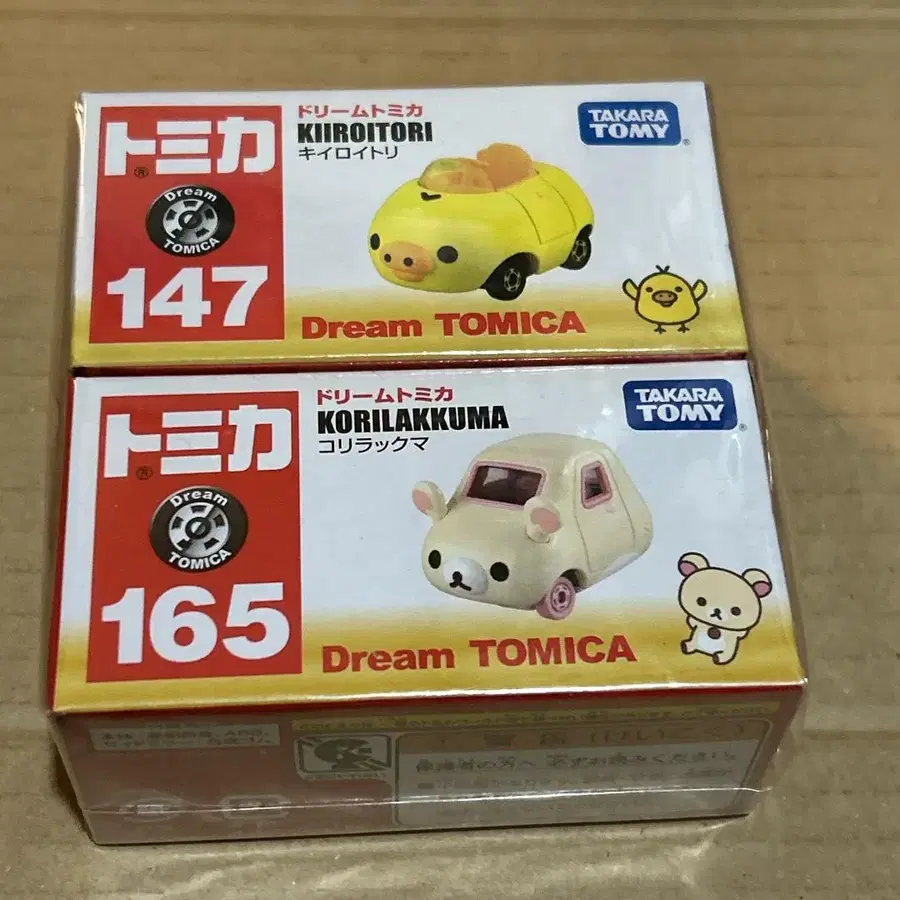 トミカ
Dream
TOMICA
147
ドリームトミカ
KIIROITORI
キイロイトリ
TAKARA
TOMY
Dream TOMICA
トミカ
Dream
TOMICA
165
ドリームトミカ
KORILAKKUMA
コリラックマ
TAKARA
TOMY
Dream TOMICA